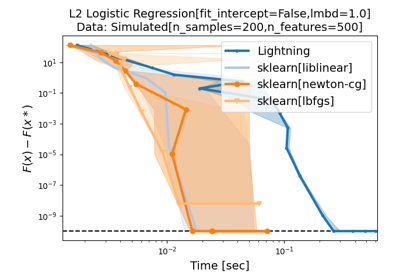 L2 Logistic Regression[fit_intercept=False,lmbd=1.0]
Data: Simulated[n_samples=200,n_features=500]
Lightning
sklearn[liblinear]
sklearn[newton-cg]
sklearn[lbfgs]
F(x) − F(x*)
10¹
10⁻¹
10⁻³
10⁻⁵
10⁻⁷
10⁻⁹
10⁻²
10⁻¹
Time [sec]